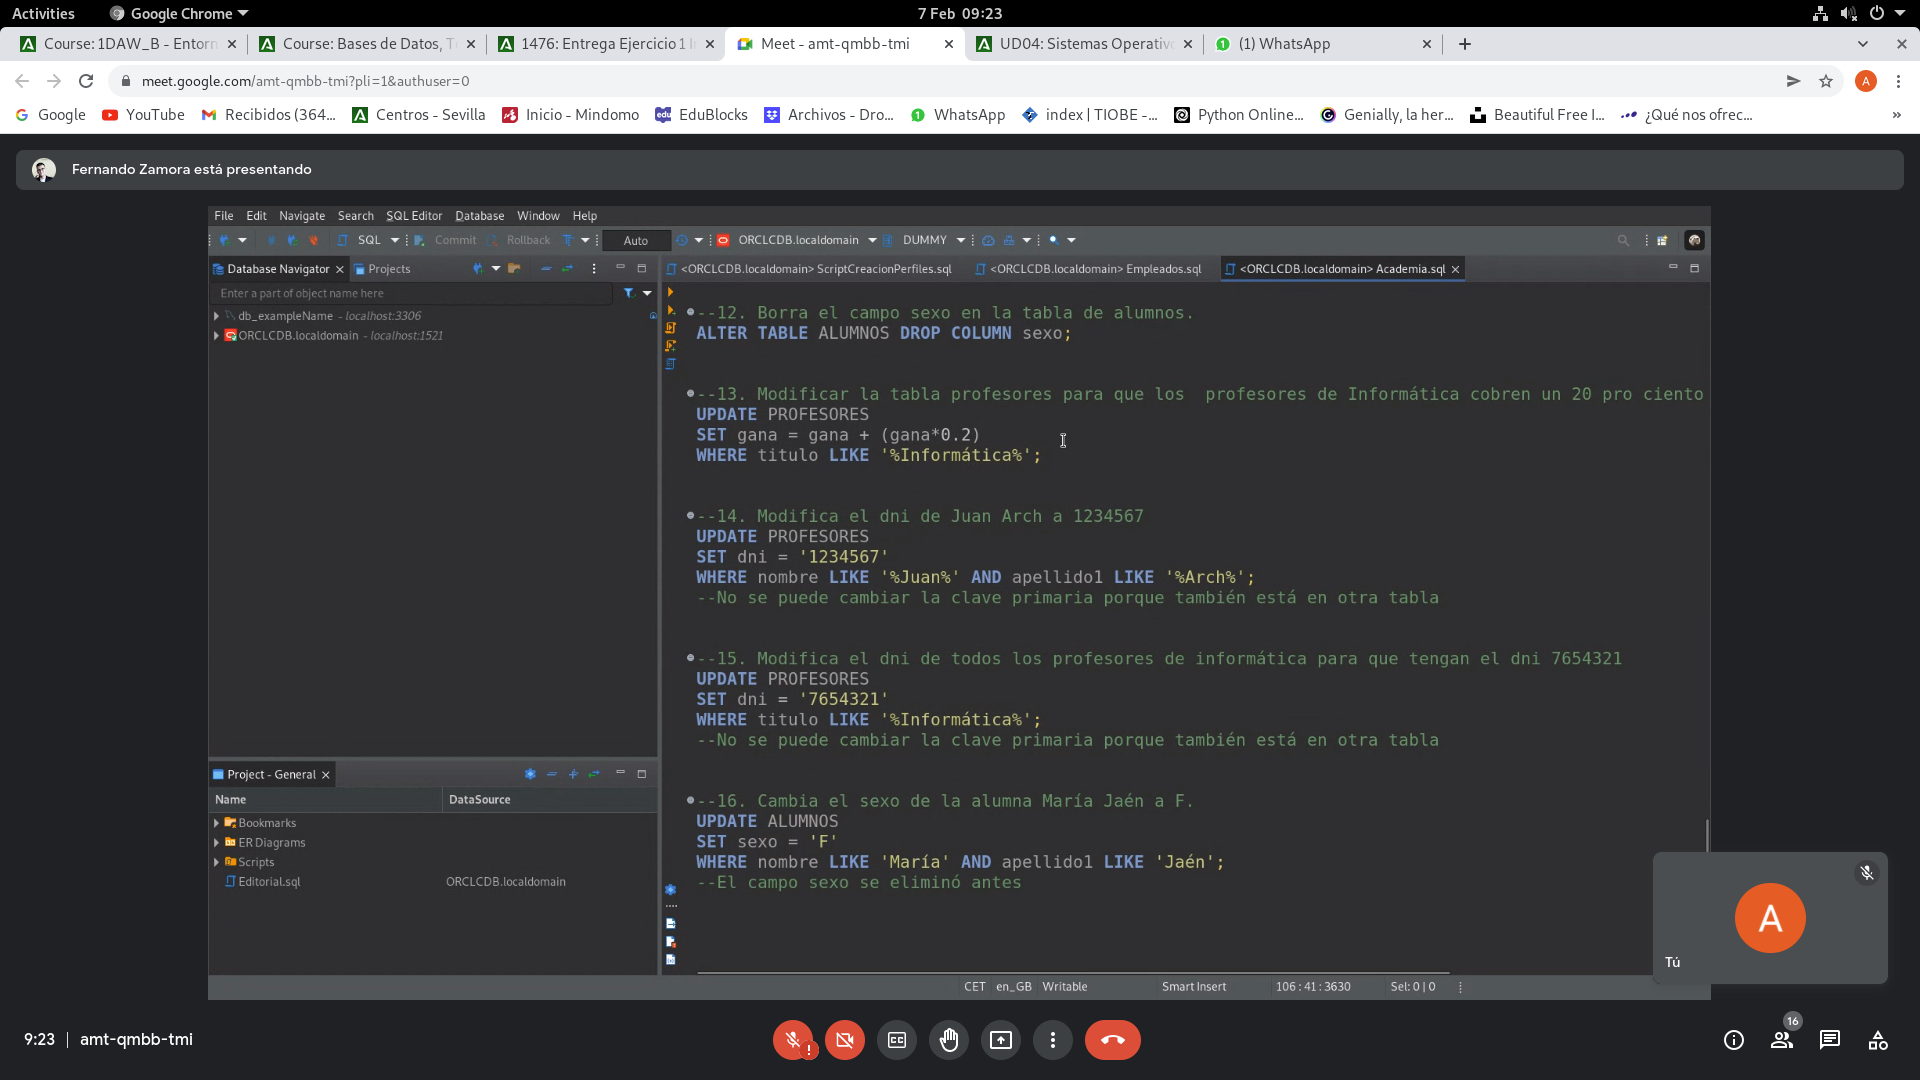 Activities
Google Chrome
7 Feb 09:23
Course: 1DAW_B - Entorn
Course: Bases de Datos, T
1476: Entrega Ejercicio 1 I
Meet - amt-qmbb-tmi
UD04: Sistemas Operativo
(1) WhatsApp
meet.google.com/amt-qmbb-tmi?pli=1&authuser=0
A
Google
YouTube
Recibidos (364...
Centros - Sevilla
Inicio - Mindomo
EduBlocks
Archivos - Dro...
WhatsApp
index | TIOBE -...
Python Online...
Genially, la her...
Beautiful Free I...
¿Qué nos ofrec...
»
Fernando Zamora está presentando
File Edit Navigate Search SQL Editor Database Window Help
SQL Commit Rollback Auto ORCLCDB.localdomain DUMMY
Database Navigator
Projects
<ORCLCDB.localdomain> ScriptCreacionPerfiles.sql
<ORCLCDB.localdomain> Empleados.sql
<ORCLCDB.localdomain> Academia.sql
Enter a part of object name here
db_exampleName - localhost:3306
ORCLCDB.localdomain - localhost:1521
--12. Borra el campo sexo en la tabla de alumnos.
ALTER TABLE ALUMNOS DROP COLUMN sexo;
--13. Modificar la tabla profesores para que los  profesores de Informática cobren un 20 pro ciento
UPDATE PROFESORES
SET gana = gana + (gana*0.2)
WHERE titulo LIKE '%Informática%';
--14. Modifica el dni de Juan Arch a 1234567
UPDATE PROFESORES
SET dni = '1234567'
WHERE nombre LIKE '%Juan%' AND apellido1 LIKE '%Arch%';
--No se puede cambiar la clave primaria porque también está en otra tabla
--15. Modifica el dni de todos los profesores de informática para que tengan el dni 7654321
UPDATE PROFESORES
SET dni = '7654321'
WHERE titulo LIKE '%Informática%';
--No se puede cambiar la clave primaria porque también está en otra tabla
--16. Cambia el sexo de la alumna María Jaén a F.
UPDATE ALUMNOS
SET sexo = 'F'
WHERE nombre LIKE 'María' AND apellido1 LIKE 'Jaén';
--El campo sexo se eliminó antes
Project - General
Name DataSource
Bookmarks
ER Diagrams
Scripts
Editorial.sql ORCLCDB.localdomain
CET en_GB Writable Smart Insert 106 : 41 : 3630 Sel: 0 | 0
A
Tú
9:23 | amt-qmbb-tmi
16